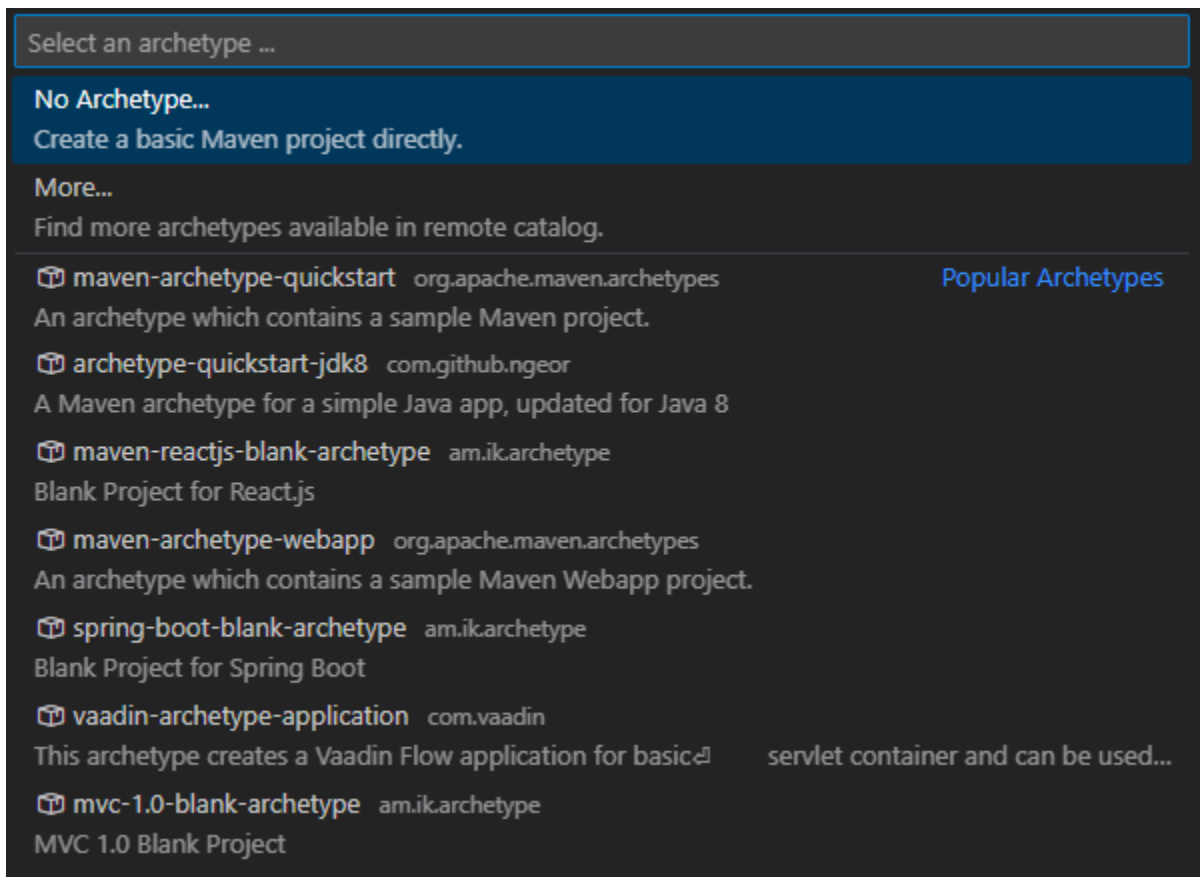 Select an archetype ...
No Archetype...
Create a basic Maven project directly.
More...
Find more archetypes available in remote catalog.
maven-archetype-quickstart org.apache.maven.archetypes Popular Archetypes
An archetype which contains a sample Maven project.
archetype-quickstart-jdk8 com.github.ngeor
A Maven archetype for a simple Java app, updated for Java 8
maven-reactjs-blank-archetype am.ik.archetype
Blank Project for React.js
maven-archetype-webapp org.apache.maven.archetypes
An archetype which contains a sample Maven Webapp project.
spring-boot-blank-archetype am.ik.archetype
Blank Project for Spring Boot
vaadin-archetype-application com.vaadin
This archetype creates a Vaadin Flow application for basic⏎ servlet container and can be used...
mvc-1.0-blank-archetype am.ik.archetype
MVC 1.0 Blank Project